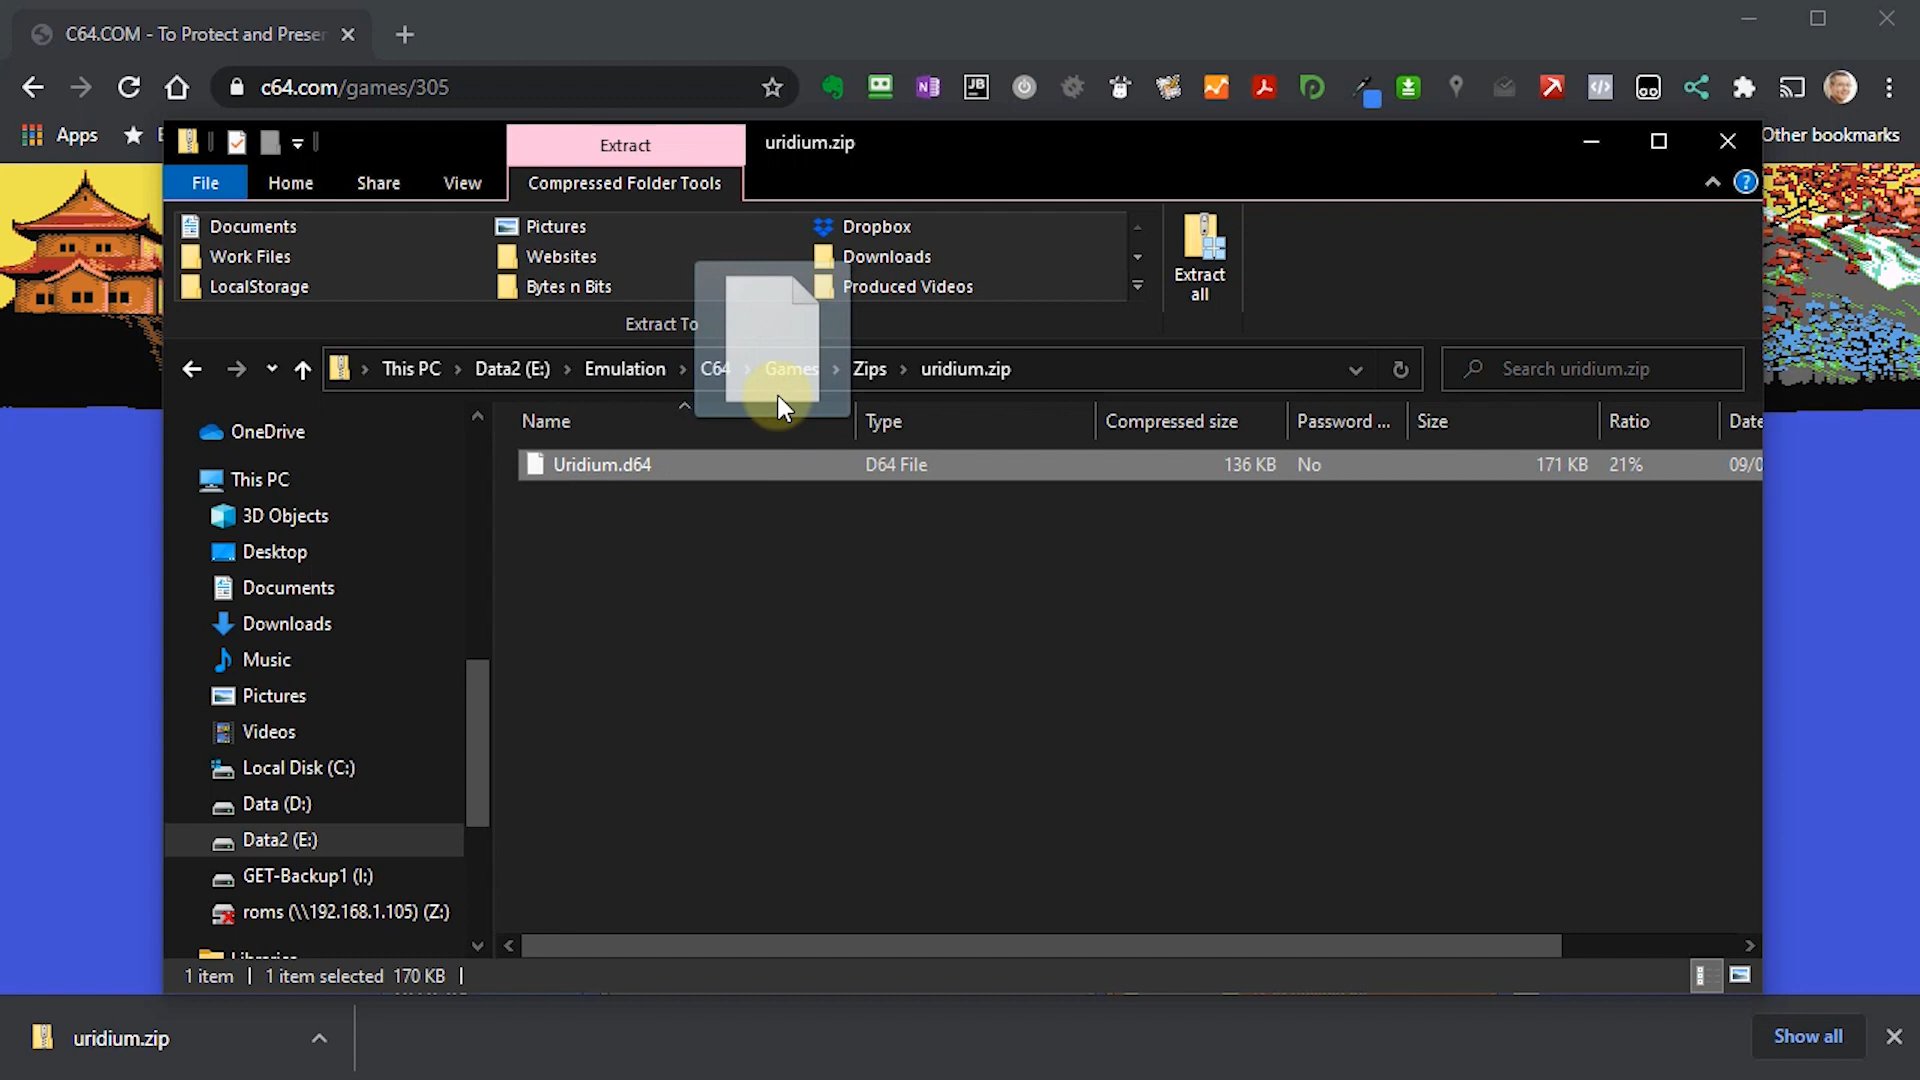 C64.COM - To Protect and Preser
c64.com/games/305
JB
N
Apps
Other bookmarks
Extract
uridium.zip
File
Home
Share
View
Compressed Folder Tools
Documents
Pictures
Dropbox
Work Files
Websites
Downloads
LocalStorage
Bytes n Bits
Produced Videos
Extract all
Extract To
This PC > Data2 (E:) > Emulation > C64 > Games > Zips > uridium.zip
Search uridium.zip
Name
Type
Compressed size
Password ...
Size
Ratio
Date
Uridium.d64
D64 File
136 KB
No
171 KB
21%
09/0
OneDrive
This PC
3D Objects
Desktop
Documents
Downloads
Music
Pictures
Videos
Local Disk (C:)
Data (D:)
Data2 (E:)
GET-Backup1 (I:)
roms (\\192.168.1.105) (Z:)
Libraries
1 item
1 item selected 170 KB
uridium.zip
Show all